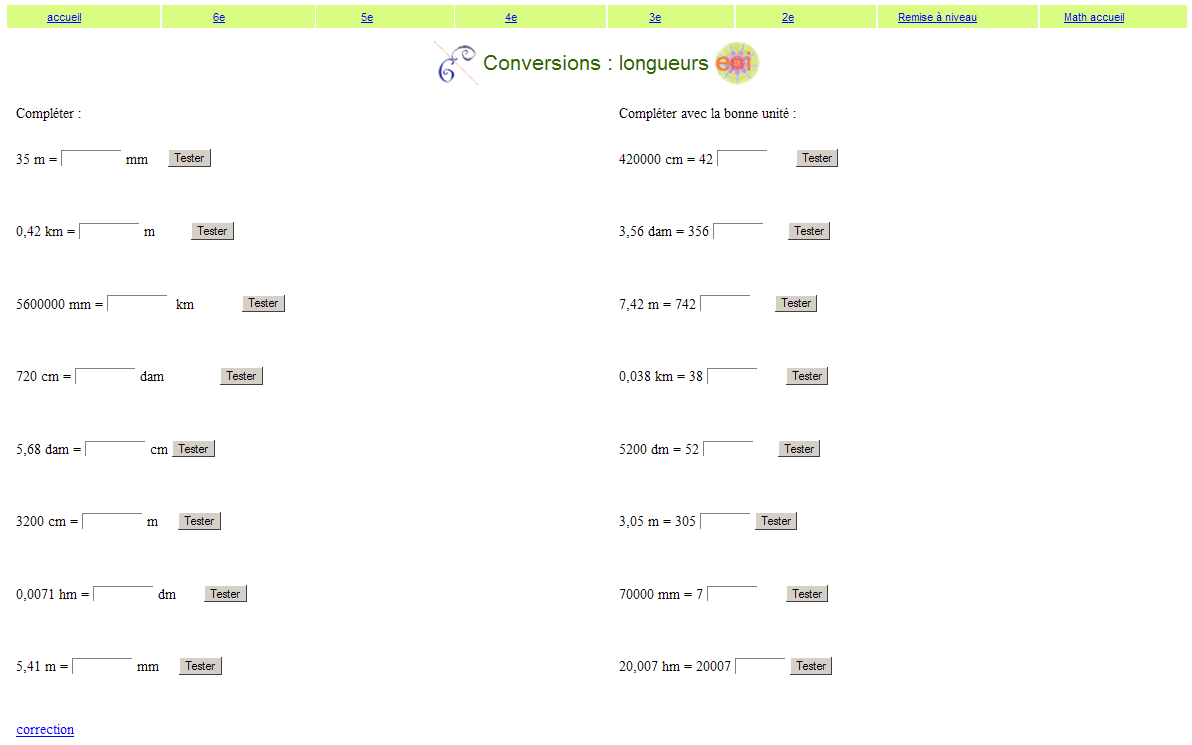 accueil 6e 5e 4e 3e 2e Remise à niveau Math accueil
Conversions : longueurs eoi
Compléter :
35 m = mm Tester
0,42 km = m Tester
5600000 mm = km Tester
720 cm = dam Tester
5,68 dam = cm Tester
3200 cm = m Tester
0,0071 hm = dm Tester
5,41 m = mm Tester
correction
Compléter avec la bonne unité :
420000 cm = 42 Tester
3,56 dam = 356 Tester
7,42 m = 742 Tester
0,038 km = 38 Tester
5200 dm = 52 Tester
3,05 m = 305 Tester
70000 mm = 7 Tester
20,007 hm = 20007 Tester